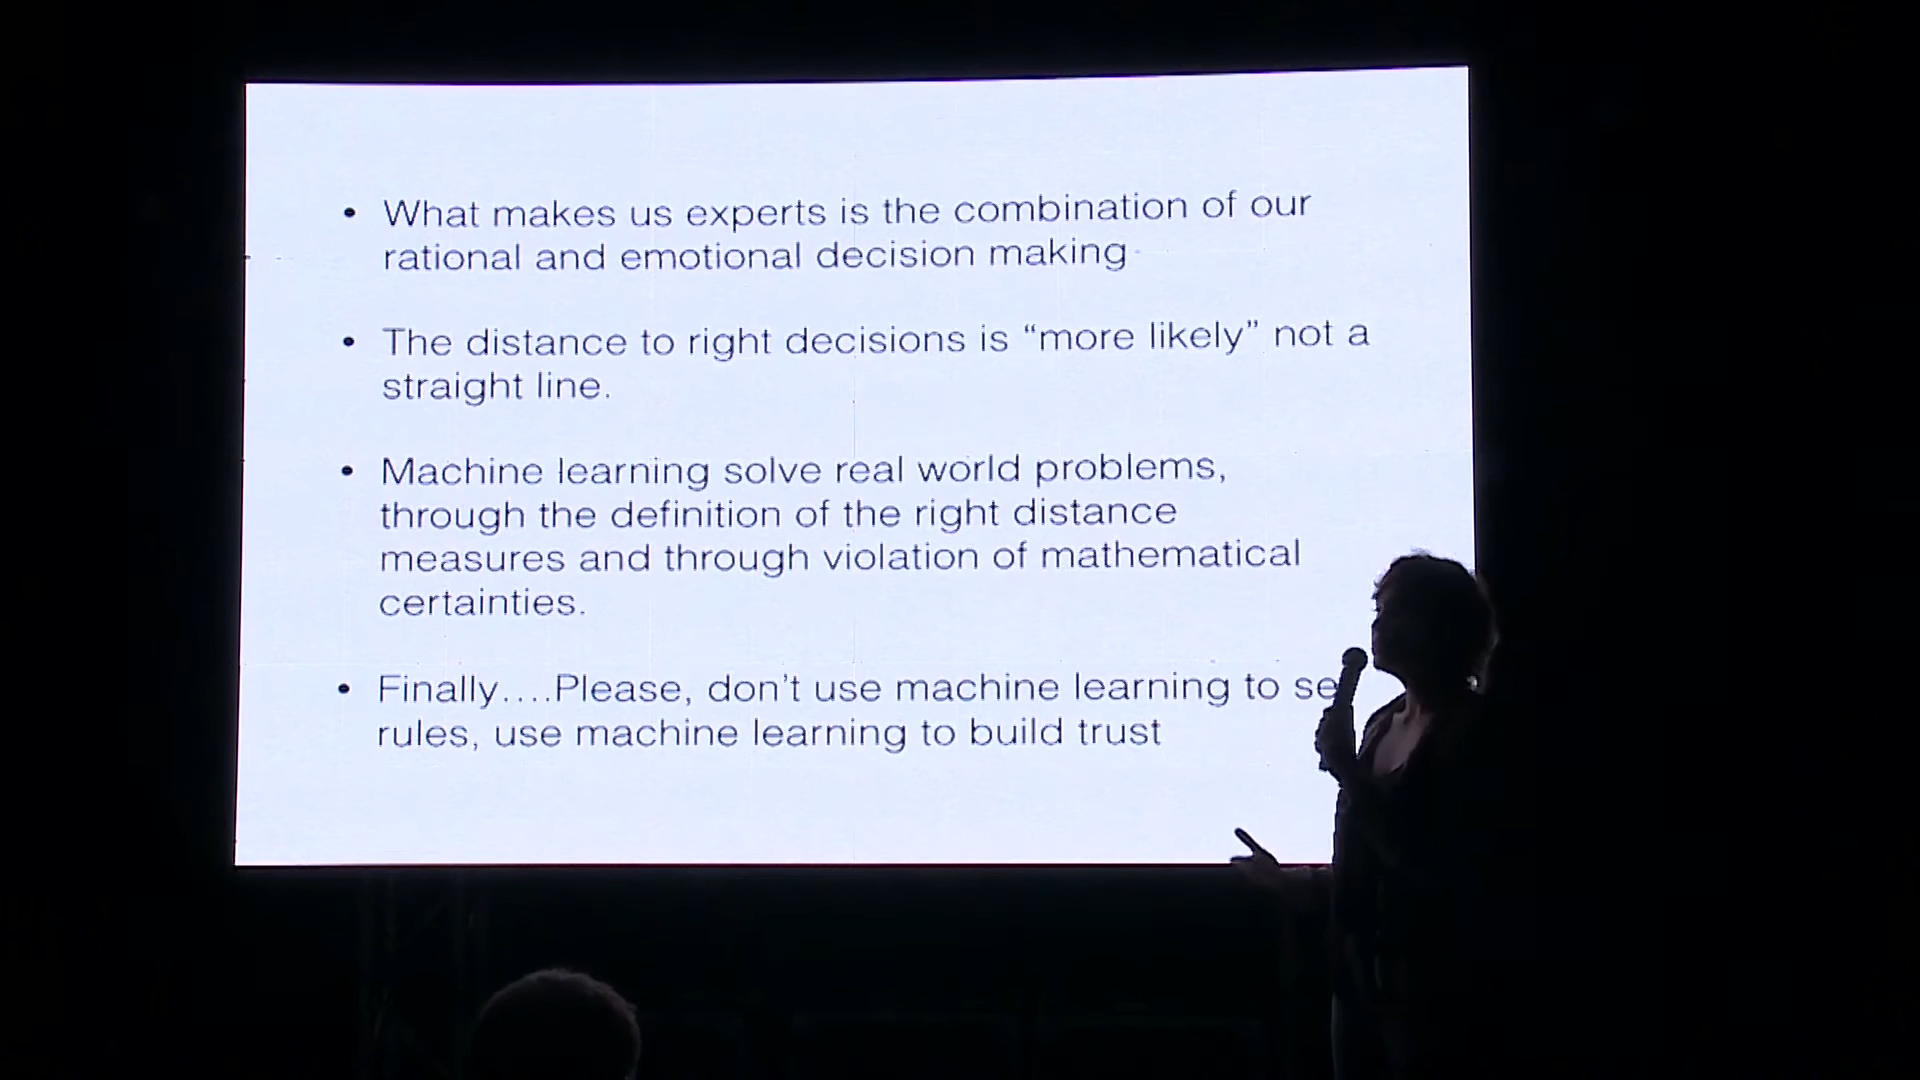 • What makes us experts is the combination of our
rational and emotional decision making
• The distance to right decisions is “more likely” not a
straight line.
• Machine learning solve real world problems,
through the definition of the right distance
measures and through violation of mathematical
certainties.
• Finally....Please, don’t use machine learning to
rules, use machine learning to build trust